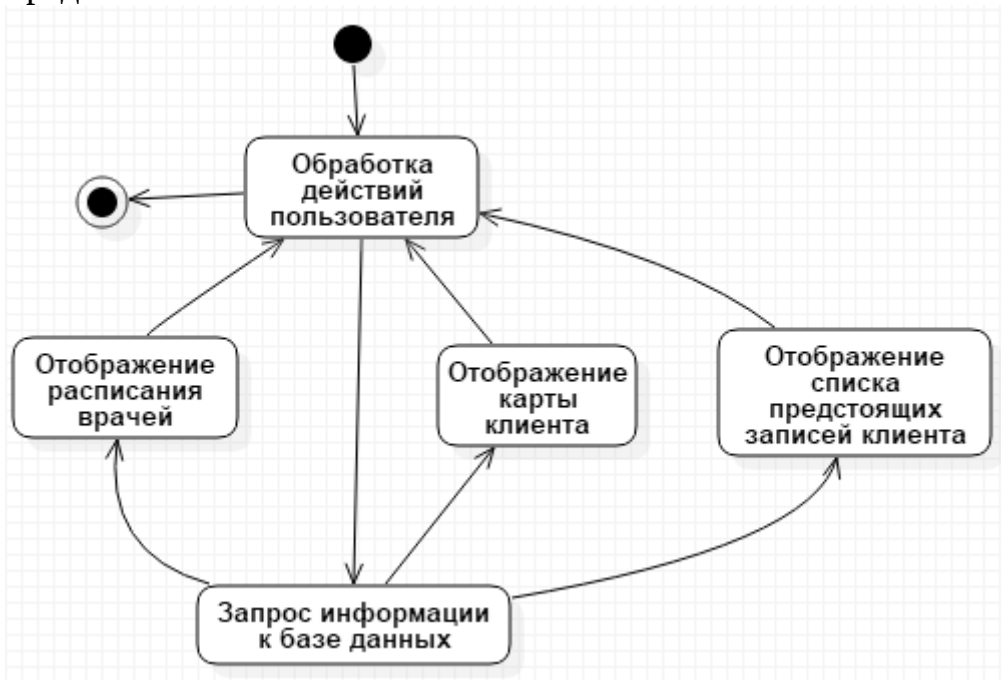 Обработка
действий
пользователя
Отображение
расписания
врачей
Отображение
карты
клиента
Отображение
списка
предстоящих
записей клиента
Запрос информации
к базе данных